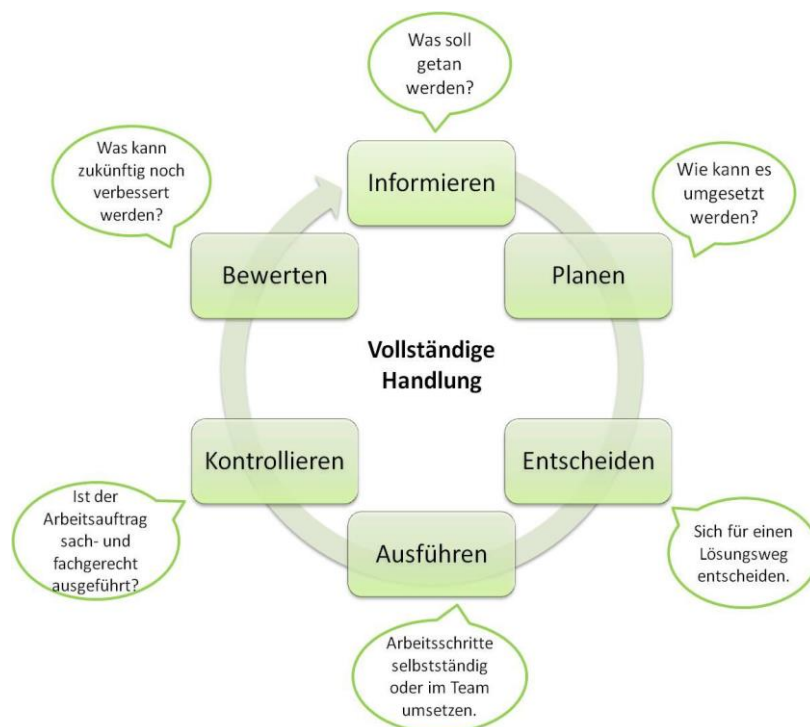 Was soll
getan
werden?
Informieren
Wie kann es
umgesetzt
werden?
Planen
Entscheiden
Sich für einen
Lösungsweg
entscheiden.
Ausführen
Arbeitsschritte
selbstständig
oder im Team
umsetzen.
Kontrollieren
Ist der
Arbeitsauftrag
sach- und
fachgerecht
ausgeführt?
Bewerten
Was kann
zukünftig noch
verbessert
werden?
Vollständige
Handlung